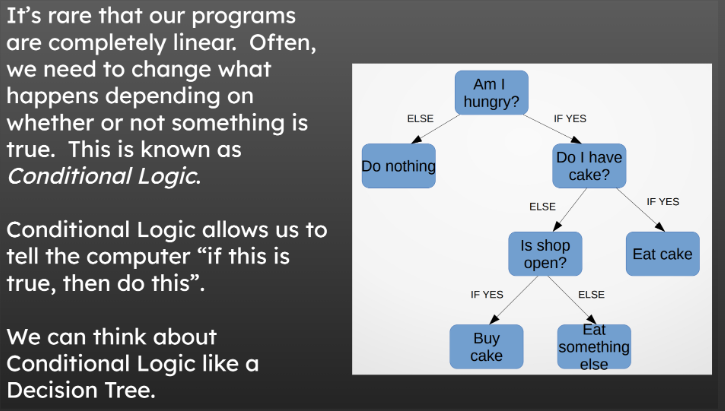 It's rare that our programs
are completely linear.  Often,
we need to change what
happens depending on
whether or not something is
true.  This is known as
Conditional Logic.
Conditional Logic allows us to
tell the computer “if this is
true, then do this”.
We can think about
Conditional Logic like a
Decision Tree.
Am I
hungry?
ELSE
IF YES
Do nothing
Do I have
cake?
ELSE
IF YES
Is shop
open?
Eat cake
IF YES
ELSE
Buy
cake
Eat
something
else